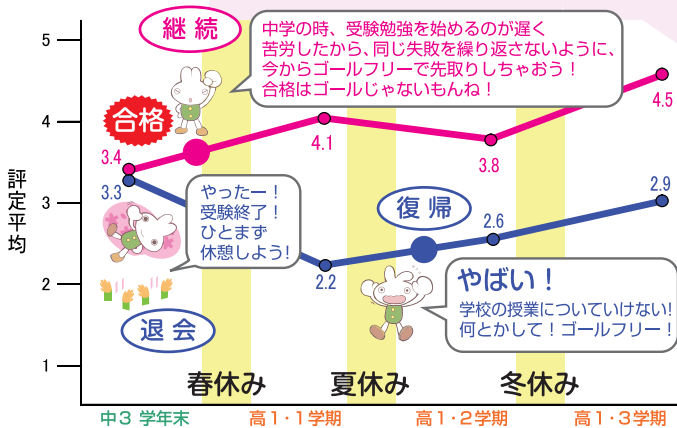 継続
中学の時、受験勉強を始めるのが遅く
苦労したから、同じ失敗を繰り返さないように、
今からゴールフリーで先取りしちゃおう!
合格はゴールじゃないもんね!
合格
5
4
3
2
1
評定平均
3.4
4.1
3.8
4.5
3.3
2.2
2.6
2.9
やったー!
受験終了!
ひとまず
休憩しよう!
復帰
やばい!
学校の授業についていけない!
何とかして!ゴールフリー!
退会
春休み
夏休み
冬休み
中3 学年末
高1・1学期
高1・2学期
高1・3学期